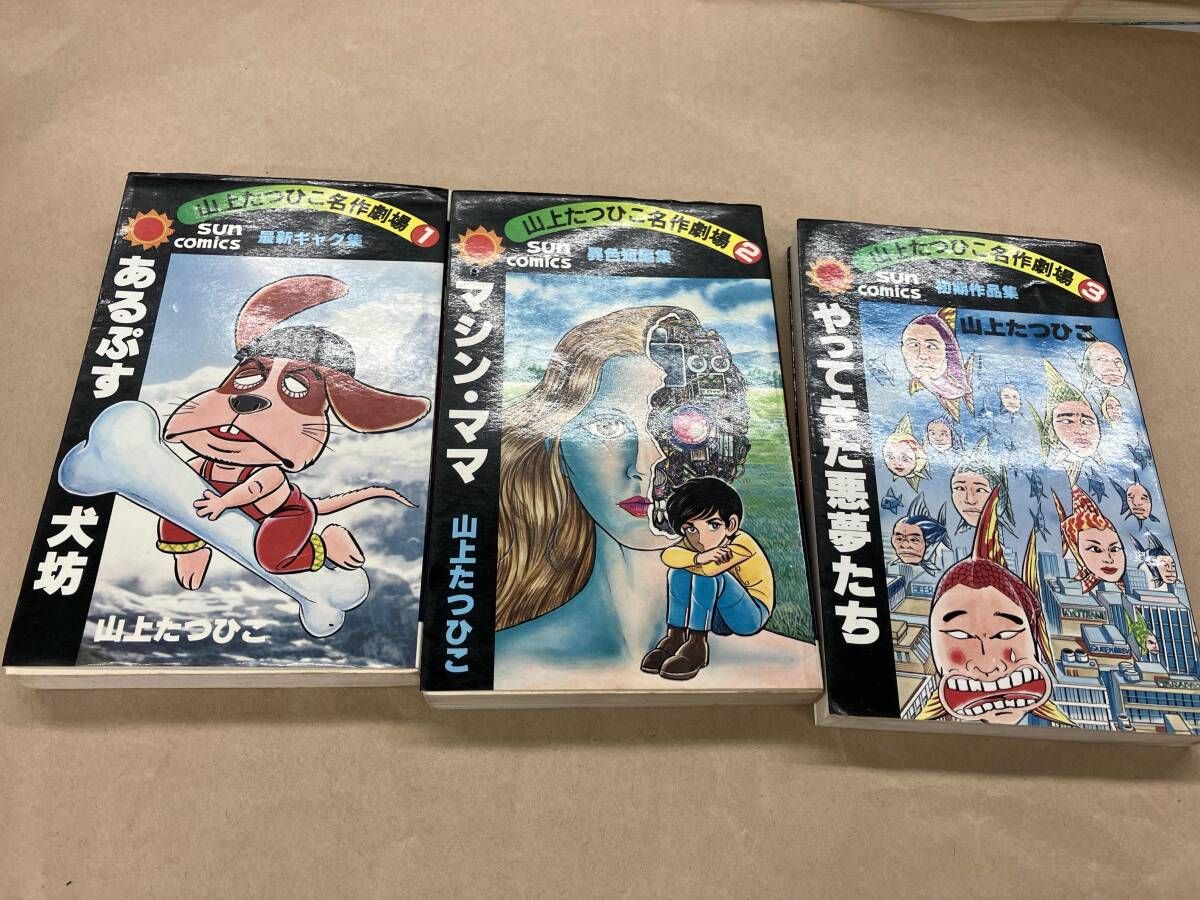 山上たつひこ名作劇場 1
sun
comics
最新ギャグ集
あるぷす
犬坊
山上たつひこ
山上たつひこ名作劇場 2
sun
comics
異色短篇集
マシン・ママ
山上たつひこ
山上たつひこ名作劇場 3
sun
comics
初期作品集
山上たつひこ
やってきた悪夢たち